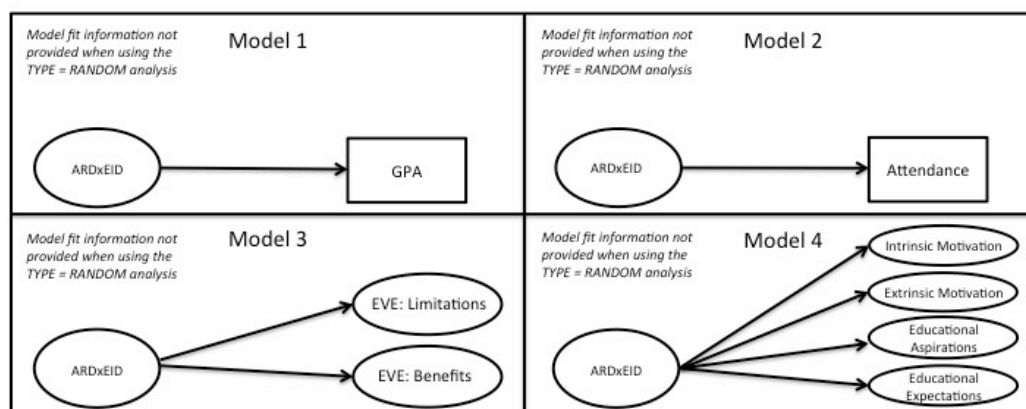 Model fit information not
provided when using the
TYPE = RANDOM analysis
Model 1
ARDxEID
GPA
Model fit information not
provided when using the
TYPE = RANDOM analysis
Model 2
ARDxEID
Attendance
Model fit information not
provided when using the
TYPE = RANDOM analysis
Model 3
ARDxEID
EVE: Limitations
EVE: Benefits
Model fit information not
provided when using the
TYPE = RANDOM analysis
Model 4
ARDxEID
Intrinsic Motivation
Extrinsic Motivation
Educational
Aspirations
Educational
Expectations